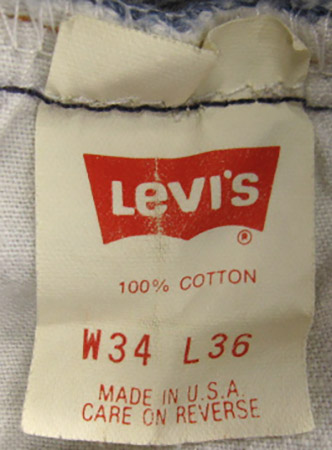 Levi's
®
100% COTTON
W34 L36
MADE IN U.S.A.
CARE ON REVERSE